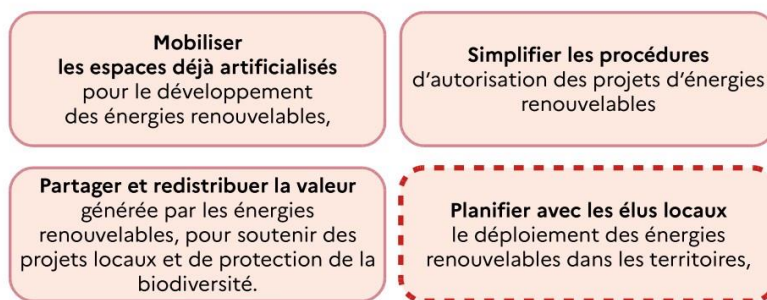 Mobiliser
les espaces déjà artificialisés
pour le développement
des énergies renouvelables,
Simplifier les procédures
d'autorisation des projets d'énergies
renouvelables
Partager et redistribuer la valeur
générée par les énergies
renouvelables, pour soutenir des
projets locaux et de protection de la
biodiversité.
Planifier avec les élus locaux
le déploiement des énergies
renouvelables dans les territoires,